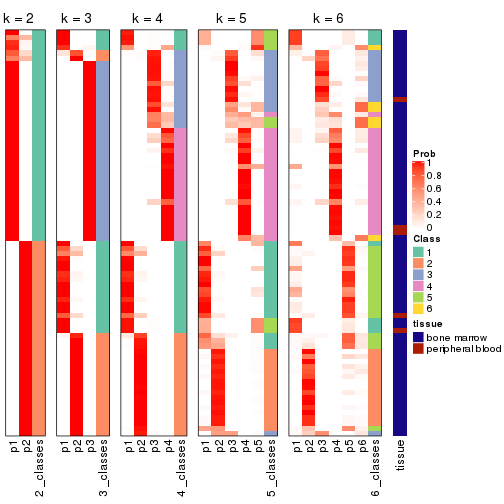 k = 2 k = 3 k = 4 k = 5 k = 6
Prob
1
0.8
0.6
0.4
0.2
0
Class
1
2
3
4
5
6
tissue
bone marrow
peripheral blood
p1 p2 2_classes p1 p2 p3 3_classes p1 p2 p3 p4 4_classes p1 p2 p3 p4 p5 5_classes p1 p2 p3 p4 p5 p6 6_classes tissue